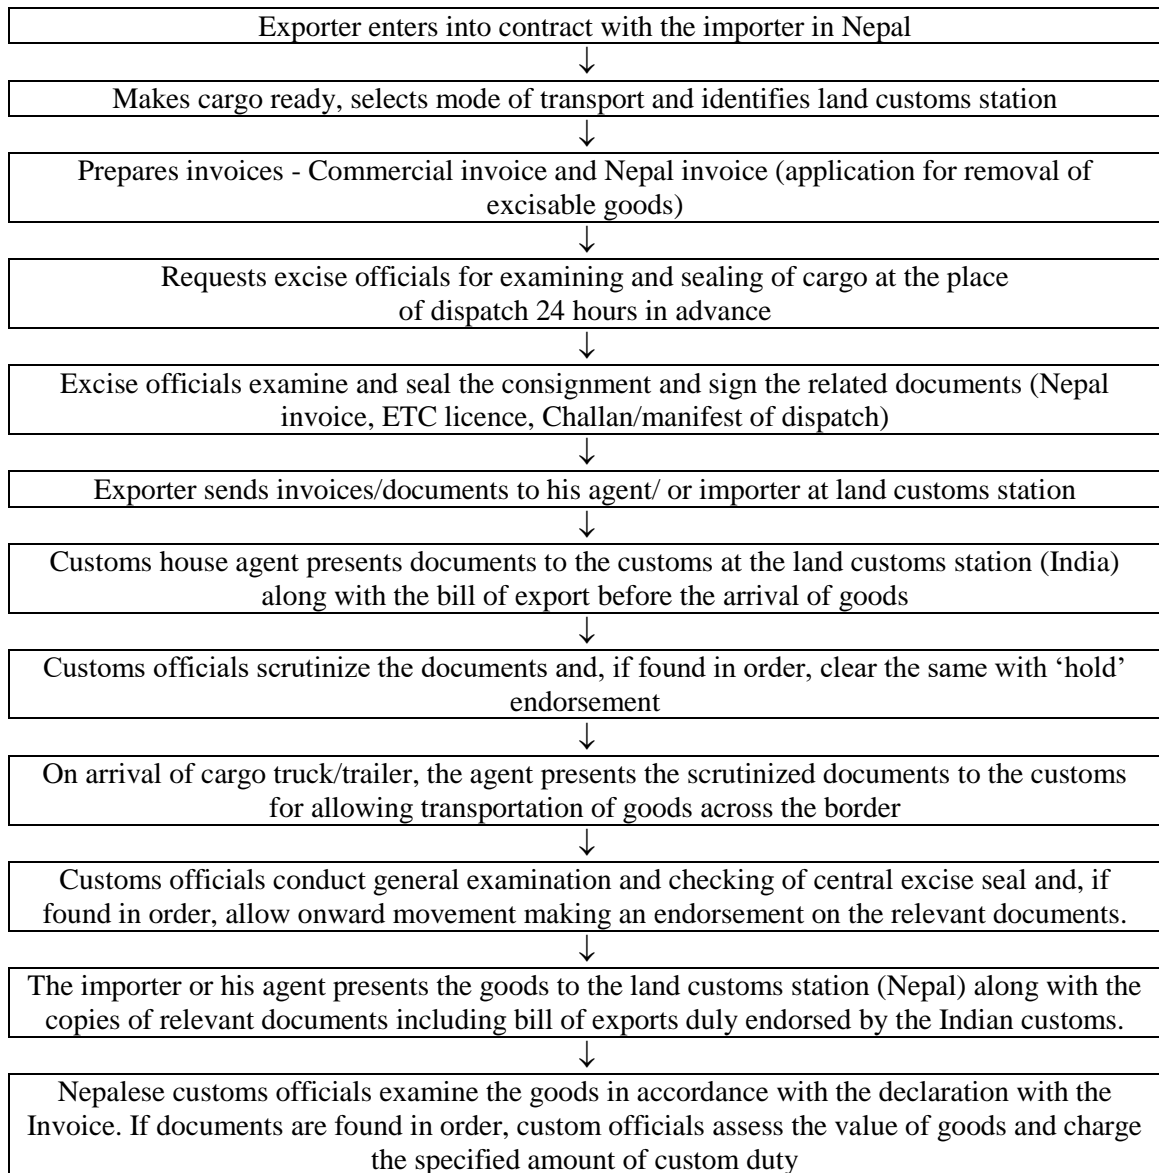 Exporter enters into contract with the importer in Nepal
↓
Makes cargo ready, selects mode of transport and identifies land customs station
↓
Prepares invoices - Commercial invoice and Nepal invoice (application for removal of
excisable goods)
↓
Requests excise officials for examining and sealing of cargo at the place
of dispatch 24 hours in advance
↓
Excise officials examine and seal the consignment and sign the related documents (Nepal
invoice, ETC licence, Challan/manifest of dispatch)
↓
Exporter sends invoices/documents to his agent/ or importer at land customs station
↓
Customs house agent presents documents to the customs at the land customs station (India)
along with the bill of export before the arrival of goods
↓
Customs officials scrutinize the documents and, if found in order, clear the same with ‘hold’
endorsement
↓
On arrival of cargo truck/trailer, the agent presents the scrutinized documents to the customs
for allowing transportation of goods across the border
↓
Customs officials conduct general examination and checking of central excise seal and, if
found in order, allow onward movement making an endorsement on the relevant documents.
↓
The importer or his agent presents the goods to the land customs station (Nepal) along with the
copies of relevant documents including bill of exports duly endorsed by the Indian customs.
↓
Nepalese customs officials examine the goods in accordance with the declaration with the
Invoice. If documents are found in order, custom officials assess the value of goods and charge
the specified amount of custom duty